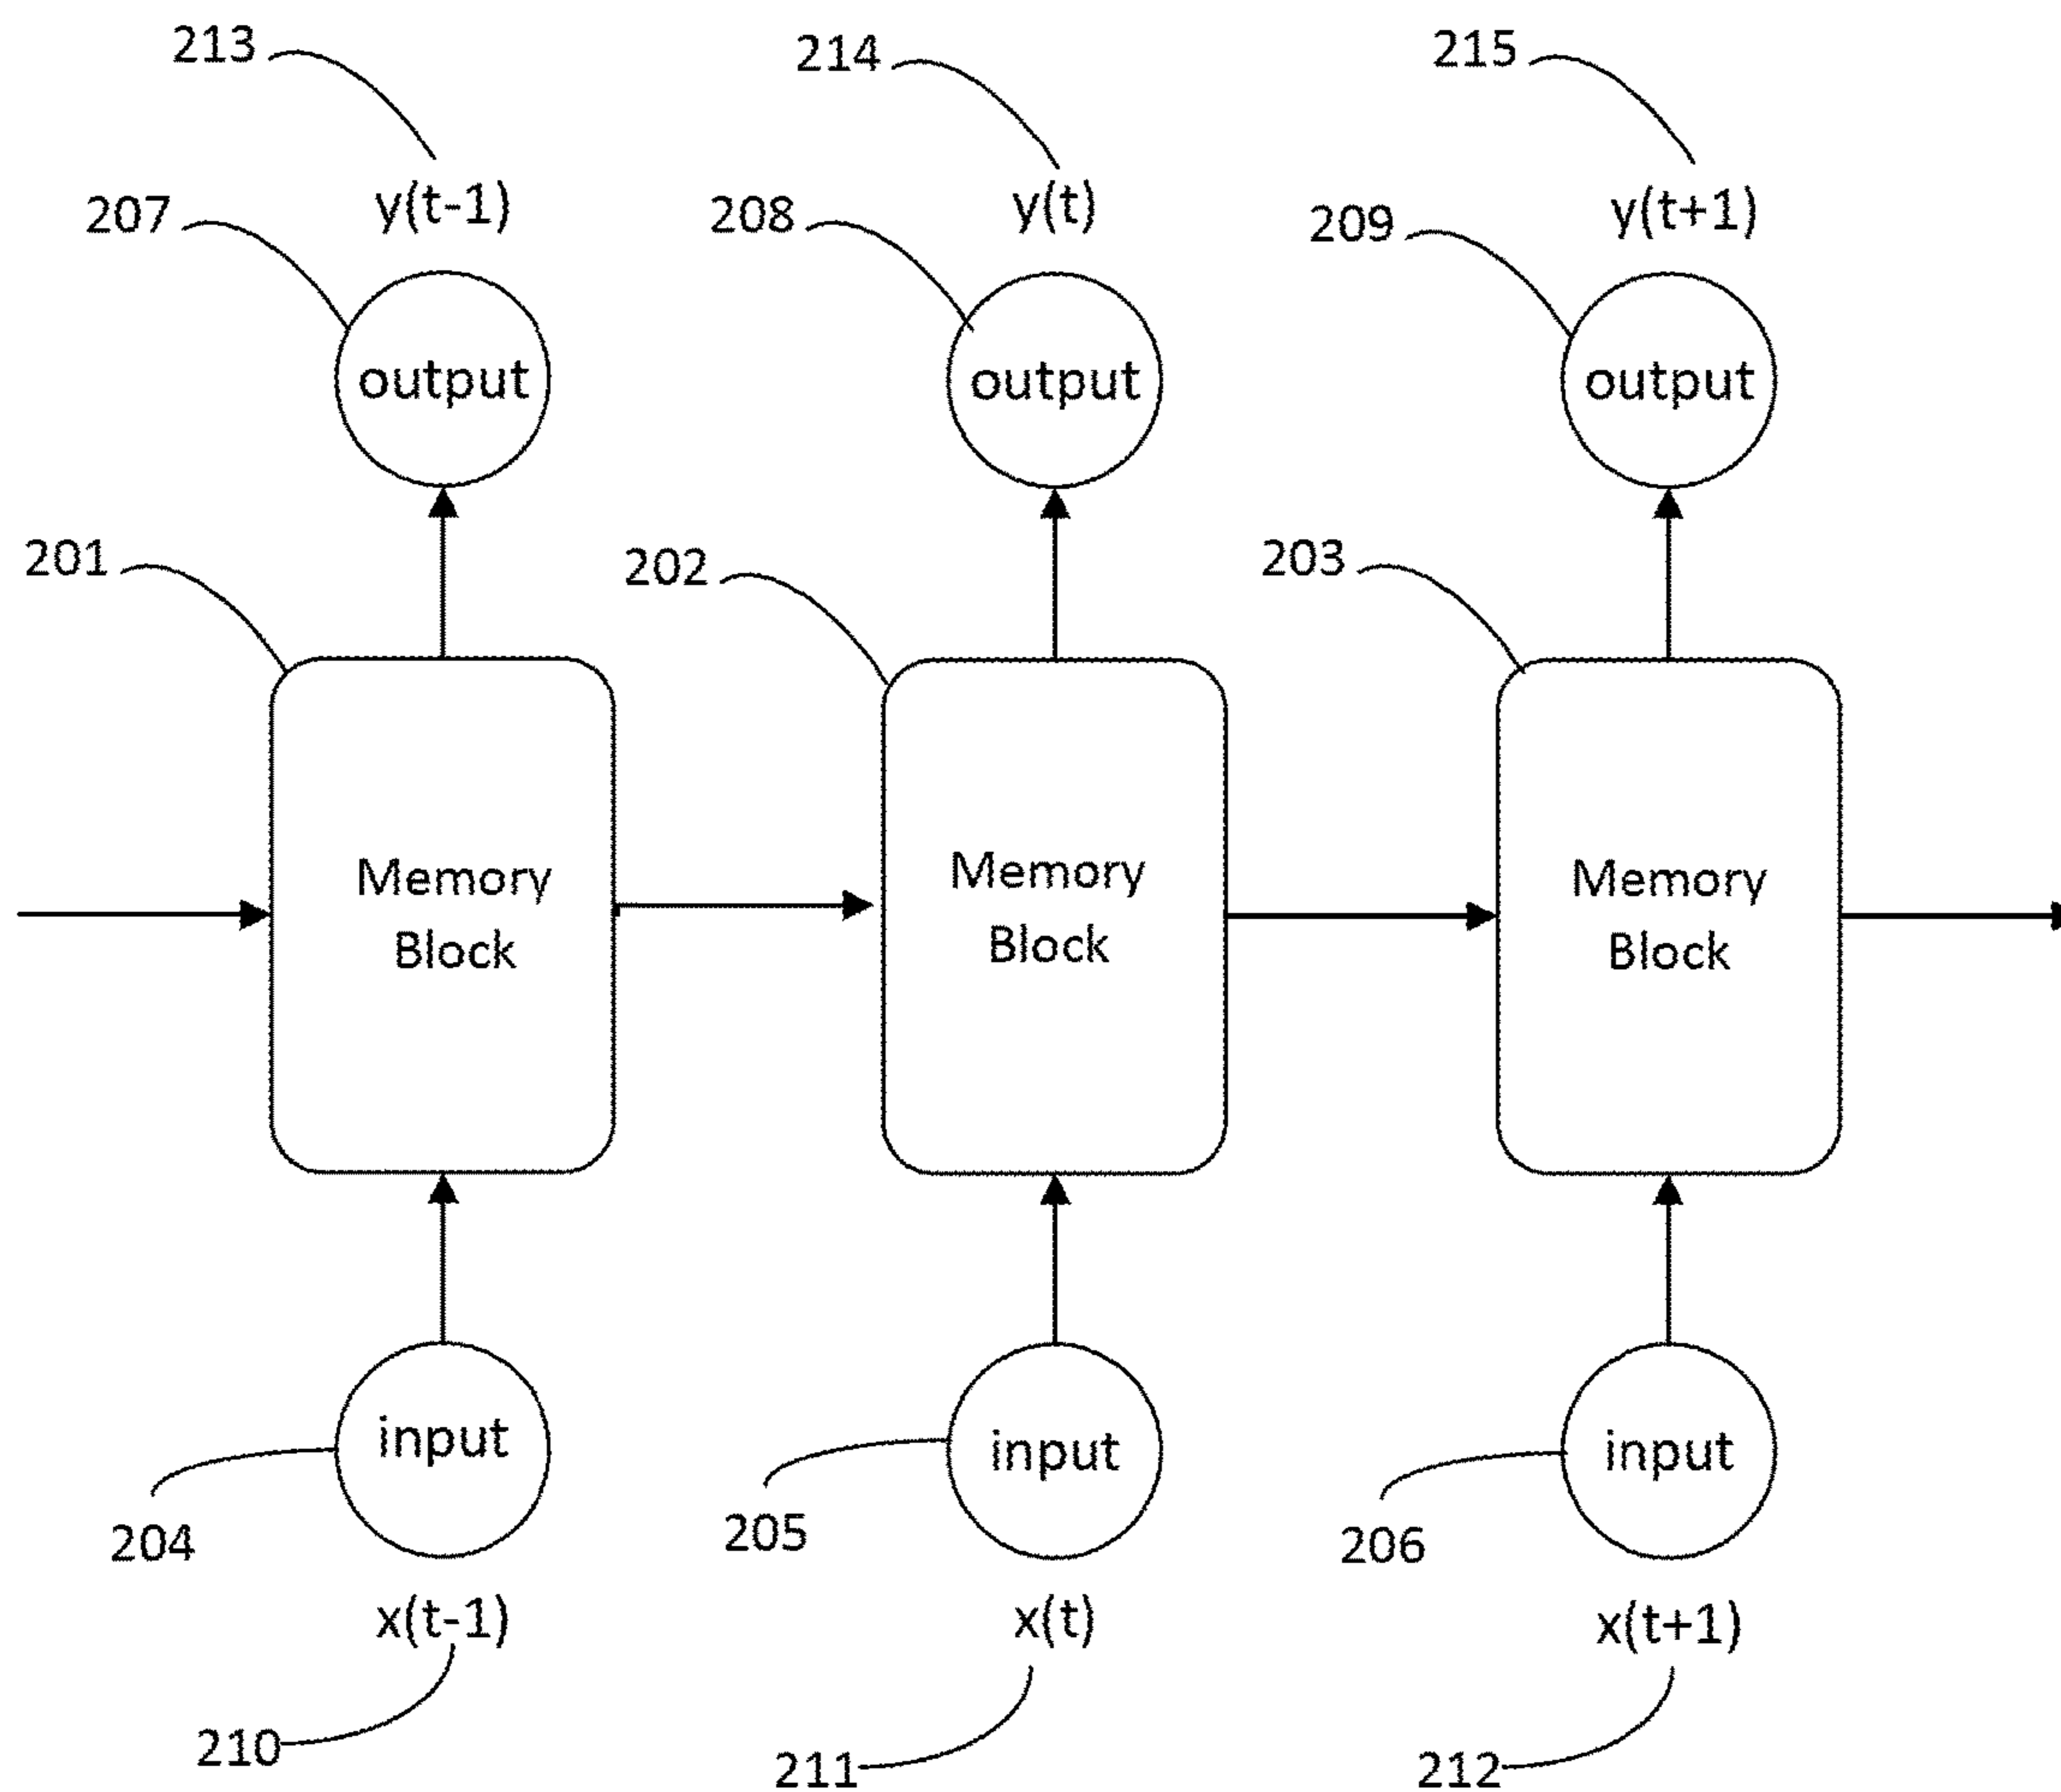 213
214
215
y(t-1)
y(t)
y(t+1)
207
208
209
output
output
output
201
202
203
Memory
Block
Memory
Block
Memory
Block
input
input
input
204
205
206
x(t-1)
x(t)
x(t+1)
210
211
212